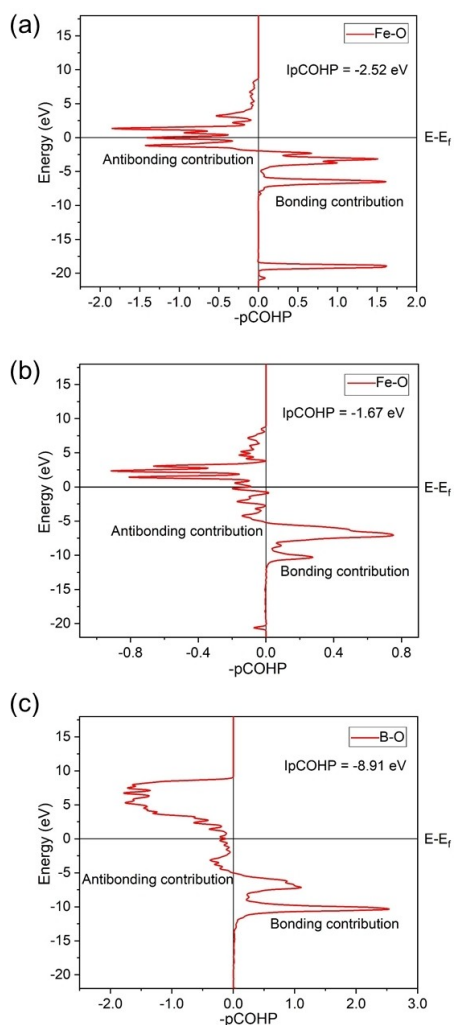 (a)
Fe-O
IpCOHP = -2.52 eV
15
10
5
0
-5
-10
-15
-20
Energy (eV)
E-Ef
Antibonding contribution
Bonding contribution
-2.0 -1.5 -1.0 -0.5 0.0 0.5 1.0 1.5 2.0
-pCOHP
(b)
Fe-O
IpCOHP = -1.67 eV
15
10
5
0
-5
-10
-15
-20
Energy (eV)
E-Ef
Antibonding contribution
Bonding contribution
-0.8 -0.4 0.0 0.4 0.8
-pCOHP
(c)
B-O
IpCOHP = -8.91 eV
15
10
5
0
-5
-10
-15
-20
Energy (eV)
E-Ef
Antibonding contribution
Bonding contribution
-2.0 -1.0 0.0 1.0 2.0 3.0
-pCOHP